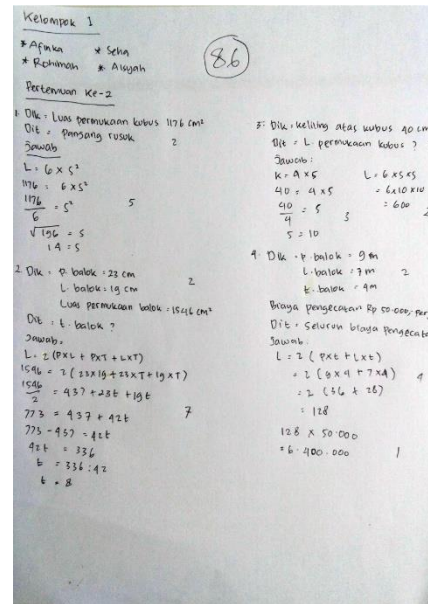 Kelompok 1
* Afinka * Sehn
* Rohimah * Aisyah
86
Pertemuan Ke-2
1. Dik = Luas permukaan kubus 1176 cm²
Dit = Panjang rusuk 2
Jawab
L = 6 x S²
1176 = 6 x S²
1176/6 = S² 5
√196 = S
14 = S
2. Dik = P. balok = 23 cm
L. balok = 19 cm 2
Luas permukaan balok = 1546 cm²
Dit = t. balok ?
Jawab.
L = 2 (PxL + PxT + LxT)
1546 = 2 (23x19 + 23xT + 19xT)
1546/2 = 437 + 23t + 19t
773 = 437 + 42t 7
773 - 437 = 42t
42t = 336
t = 336 : 42
t = 8
3. Dik = keliling atas kubus 40 cm
Dit = L. permukaan kubus ?
Jawab :
K = 4 x S L = 6 x S x S
40 = 4 x S = 6 x 10 x 10
40/4 = S 3 = 600
S = 10
4. Dik = P. balok = 9 m
L. balok = 7 m 2
t. balok = 4 m
Biaya pengecatan Rp 50.000, per
Dit = Seluruh biaya pengecata
Jawab :
L = 2 (Pxt + Lxt)
= 2 (9x4 + 7x4) 4
= 2 (36 + 28)
= 128
128 x 50.000
= 6.400.000 1